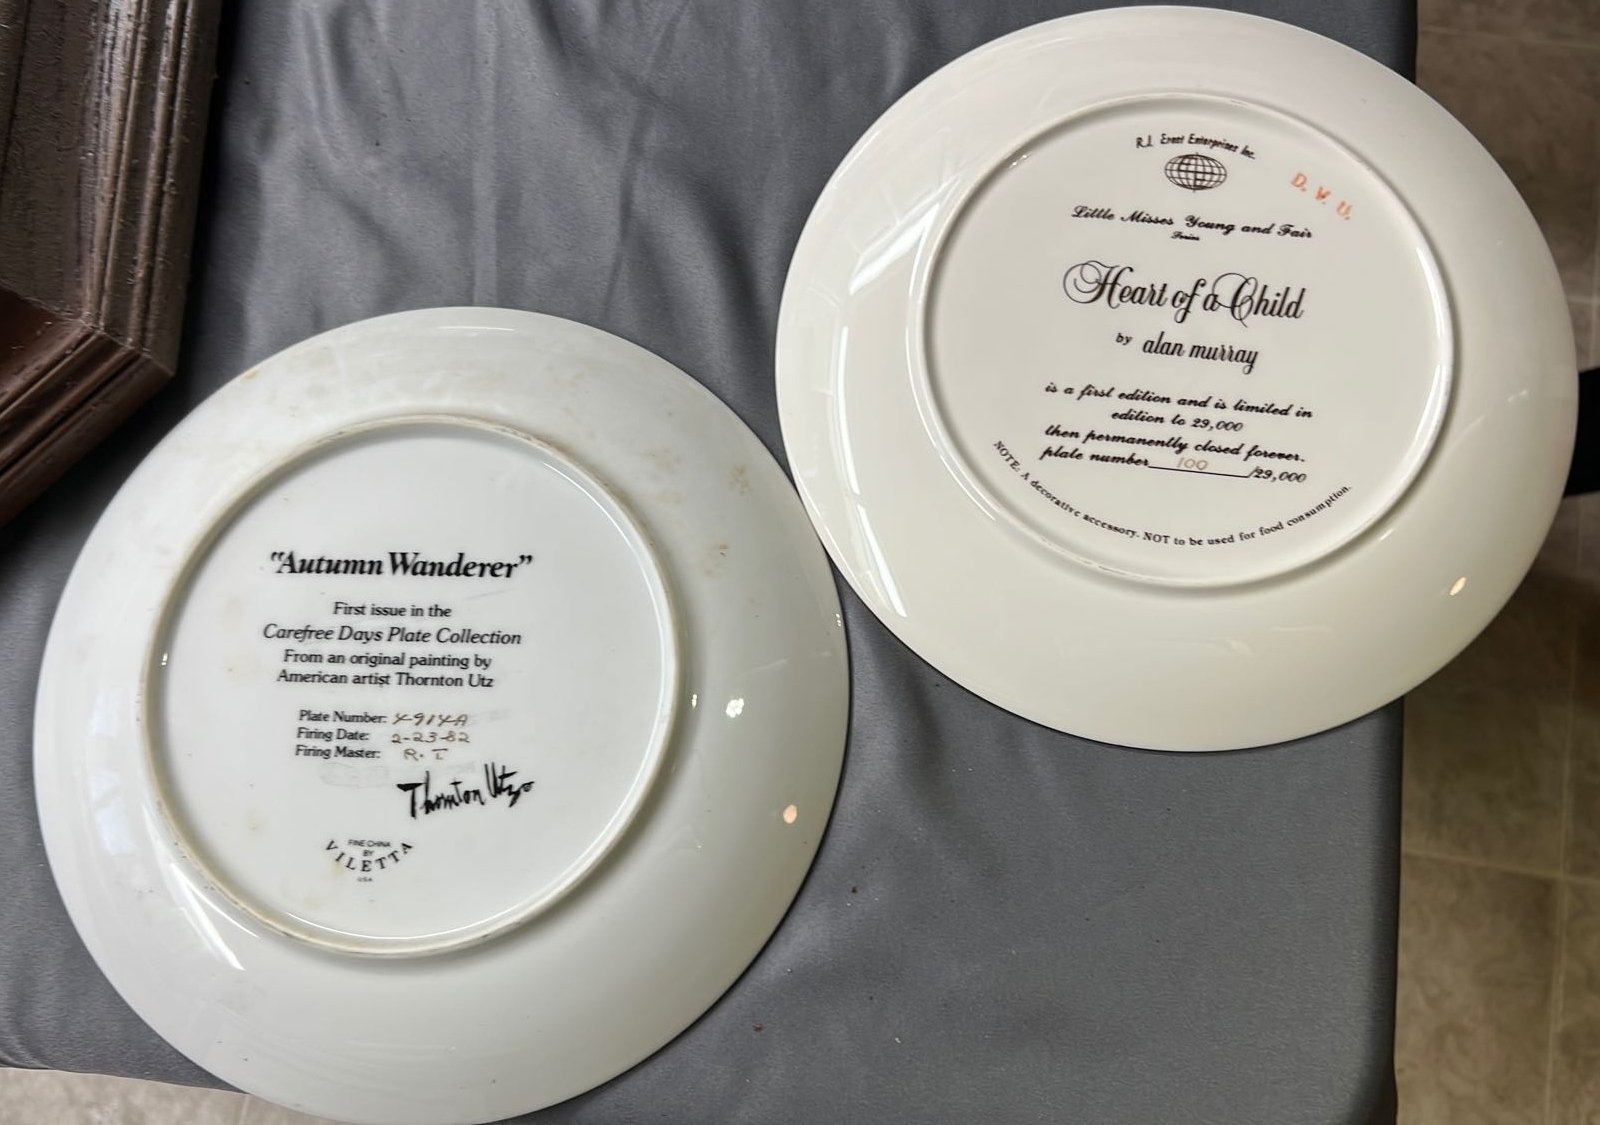 "Autumn Wanderer"
First issue in the
Carefree Days Plate Collection
From an original painting by
American artist Thornton Utz
Plate Number: X-914A
Firing Date: 2-23-82
Firing Master: R. T
Thornton Utz
FINE CHINA
BY
VILETTA
USA
R.J. Ernst Enterprises Inc.
D. W. U.
Little Misses Young and Fair
Series
Heart of a Child
by alan murray
is a first edition and is limited in
edition to 29,000
then permanently closed forever.
plate number 100 /29,000
NOTE: A decorative accessory. NOT to be used for food consumption.